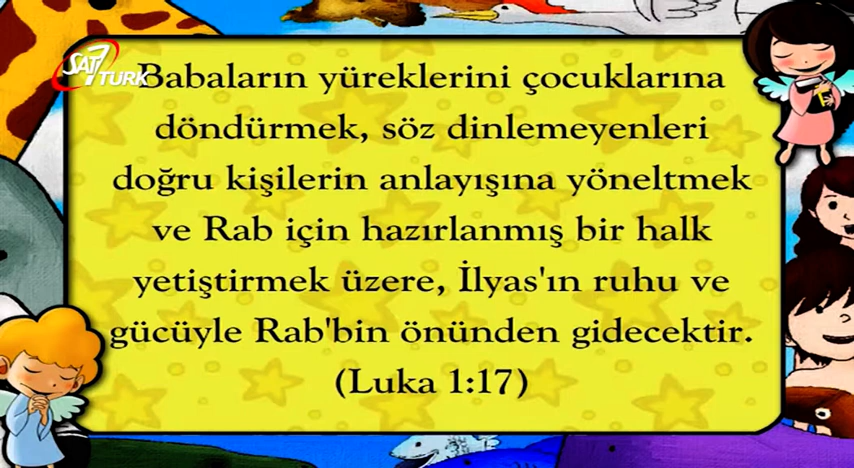 SAT7
TURK
Babaların yüreklerini çocuklarına
döndürmek, söz dinlemeyenleri
doğru kişilerin anlayışına yöneltmek
ve Rab için hazırlanmış bir halk
yetiştirmek üzere, İlyas'ın ruhu ve
gücüyle Rab'bin önünden gidecektir.
(Luka 1:17)